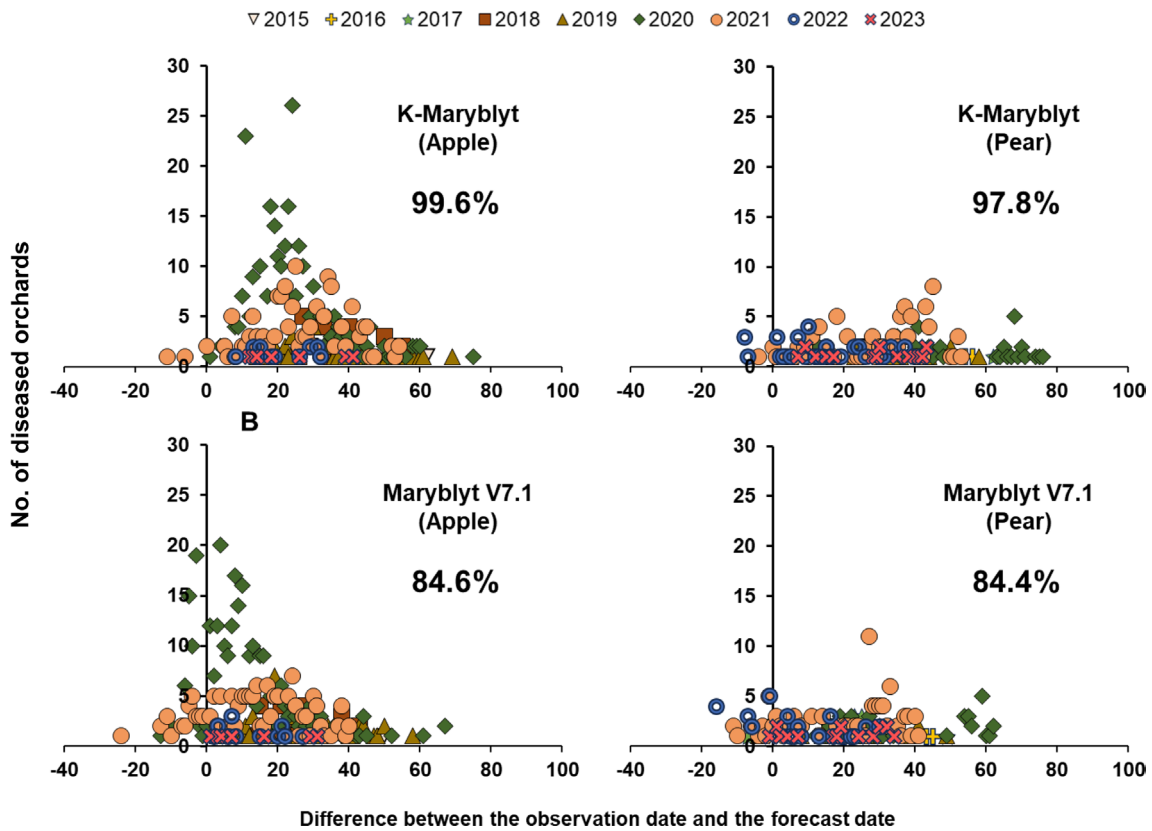 2015 2016 2017 2018 2019 2020 2021 2022 2023
30
25
20
15
10
5
0
-40 -20 0 20 40 60 80 100
K-Maryblyt
(Apple)
99.6%
30
25
20
15
10
5
0
-40 -20 0 20 40 60 80 100
K-Maryblyt
(Pear)
97.8%
No. of diseased orchards
B
30
25
20
15
10
5
0
-40 -20 0 20 40 60 80 100
Maryblyt V7.1
(Apple)
84.6%
30
25
20
15
10
5
0
-40 -20 0 20 40 60 80 100
Maryblyt V7.1
(Pear)
84.4%
Difference between the observation date and the forecast date